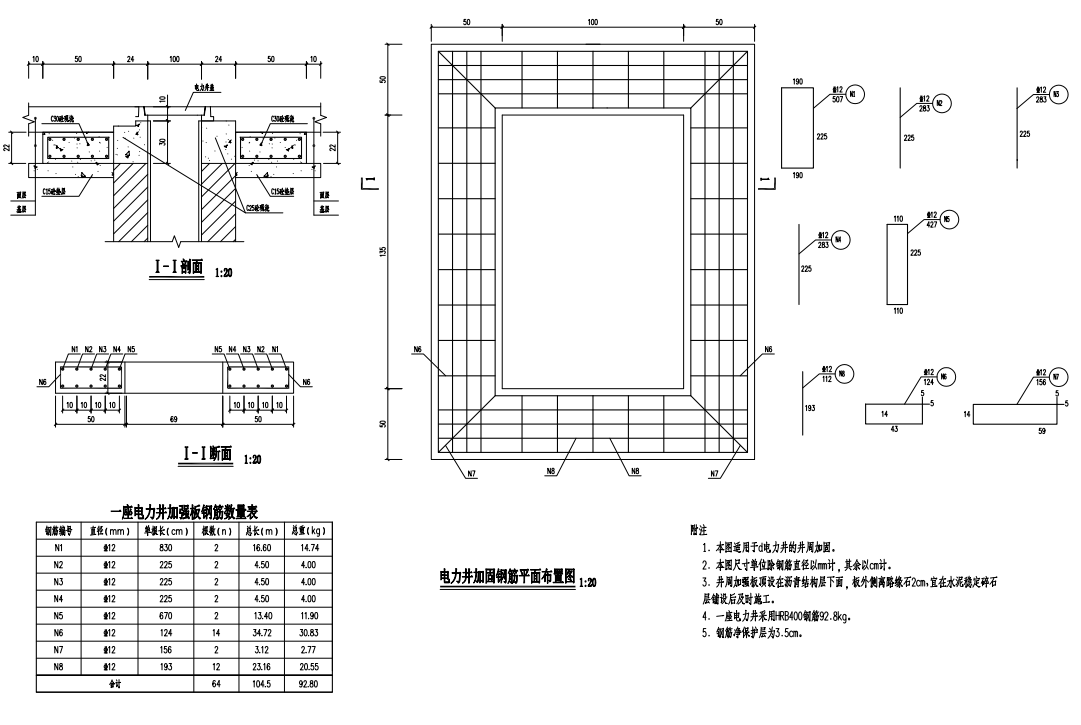 10 50 24 100 24 50 10
10
电力井盖
C30砼现浇 C30砼现浇
30
22 22
C15砼垫层 C15砼垫层
C25砼现浇
面层 面层
基层 基层
I-I剖面 1:20
N1 N2 N3 N4 N5 N5 N4 N3 N2 N1
N6 22 N6
10 10 10 10 10 10 10 10
50 69 50
I-I断面 1:20
50 100 50
50
135
50
I I
N6 N6
N7 N8 N8 N7
电力井加固钢筋平面布置图 1:20
190
Φ12 N1
507
225
190
Φ12 N2
283
225
Φ12 N3
283
225
Φ12 N4
283
225
110
Φ12 N5
427
225
110
Φ12 N8
112
193
Φ12 N6
124
5
5
14
43
Φ12 N7
156
5
5
14
59
一座电力井加强板钢筋数量表
钢筋编号 直径(mm) 单根长(cm) 根数(n) 总长(m) 总重(kg)
N1 Φ12 830 2 16.60 14.74
N2 Φ12 225 2 4.50 4.00
N3 Φ12 225 2 4.50 4.00
N4 Φ12 225 2 4.50 4.00
N5 Φ12 670 2 13.40 11.90
N6 Φ12 124 14 34.72 30.83
N7 Φ12 156 2 3.12 2.77
N8 Φ12 193 12 23.16 20.55
合计 64 104.5 92.80
附注
1. 本图适用于d电力井的井周加固。
2. 本图尺寸单位除钢筋直径以mm计，其余以cm计。
3. 井周加强板顶设在沥青结构层下面，板外侧离路缘石2cm，宜在水泥稳定碎石
层铺设后及时施工。
4. 一座电力井采用HRB400钢筋92.8kg。
5. 钢筋净保护层为3.5cm。